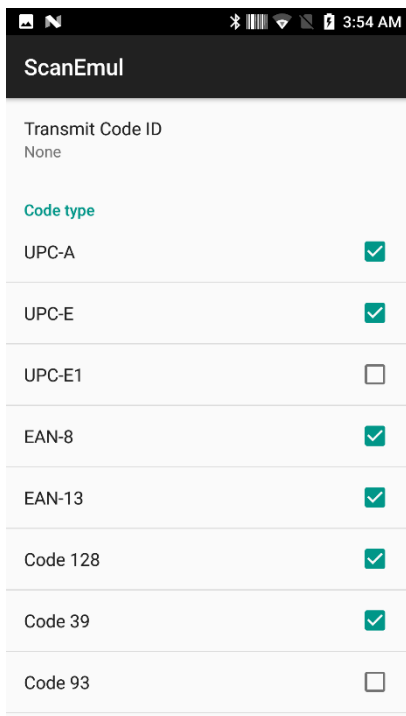 3:54 AM
ScanEmul
Transmit Code ID
None
Code type
UPC-A
UPC-E
UPC-E1
EAN-8
EAN-13
Code 128
Code 39
Code 93